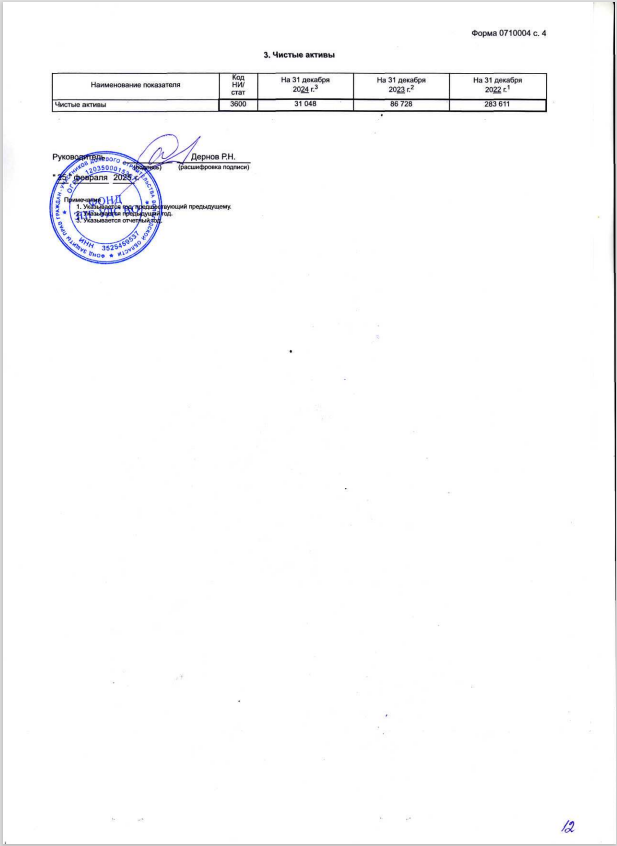 Форма 0710004 с. 4
3. Чистые активы
Наименование показателя
Код НИ/ стат
На 31 декабря 2024 г.3
На 31 декабря 2023 г.2
На 31 декабря 2022 г.1
Чистые активы 3600 31 048 86 728 283 611
Руководитель Дернов Р.Н.
(подпись) (расшифровка подписи)
" 25 " февраля 2025 г.
Примечания
1. Указывается год, предшествующий предыдущему.
2. Указывается предыдущий год.
3. Указывается отчетный год.
ФОНД
ИНН 3525459537
12